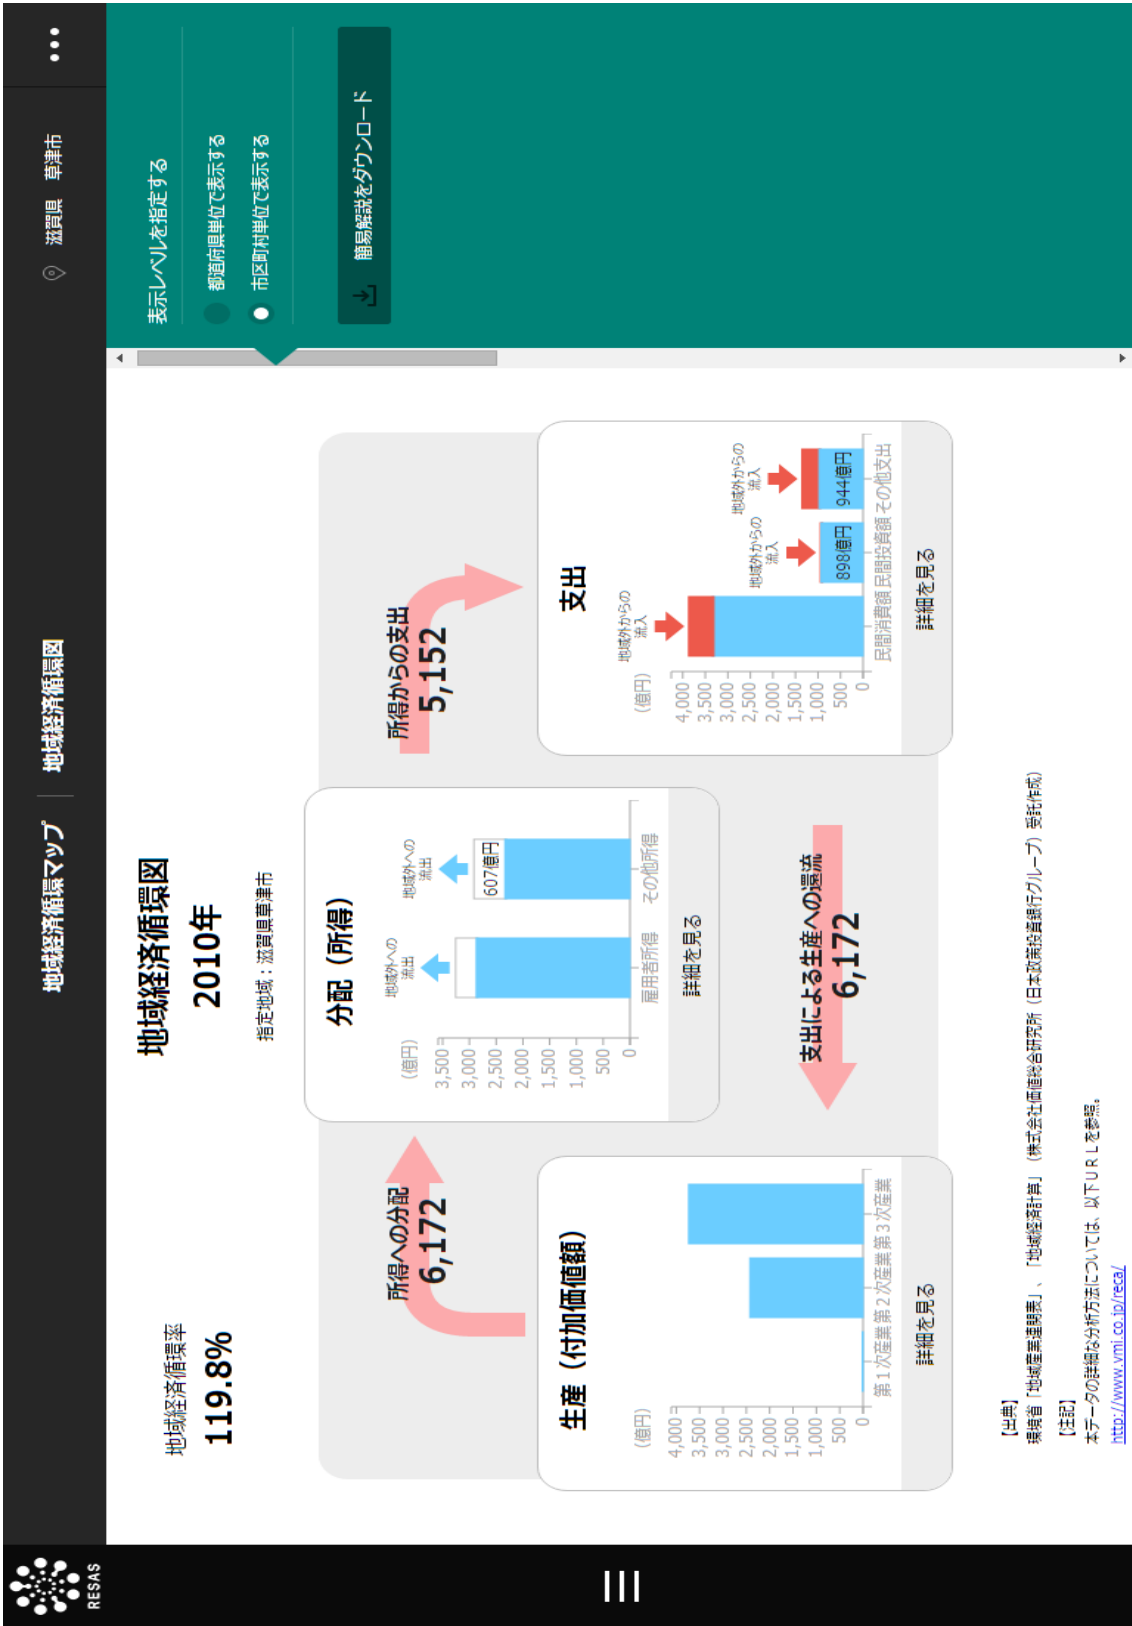 RESAS
地域経済循環マップ
地域経済循環図
滋賀県 草津市
表示レベルを指定する
都道府県単位で表示する
市区町村単位で表示する
簡易解説をダウンロード
地域経済循環図
2010年
指定地域：滋賀県草津市
地域経済循環率
119.8%
所得への分配
6,172
分配（所得）
(億円)
3,500
3,000
2,500
2,000
1,500
1,000
500
0
地域外への
流出
地域外への
流出
607億円
雇用者所得 その他所得
詳細を見る
所得からの支出
5,152
生産（付加価値額）
(億円)
4,000
3,500
3,000
2,500
2,000
1,500
1,000
500
0
第1次産業 第2次産業 第3次産業
詳細を見る
支出による生産への還流
6,172
支出
(億円)
4,000
3,500
3,000
2,500
2,000
1,500
1,000
500
0
地域外からの
流入
地域外からの
流入
地域外からの
流入
898億円
944億円
民間消費額 民間投資額 その他支出
詳細を見る
【出典】
環境省「地域産業連関表」、「地域経済計算」（株式会社価値総合研究所（日本政策投資銀行グループ）受託作成）
【注記】
本データの詳細な分析方法については、以下ＵＲＬを参照。
http://www.vmi.co.jp/reca/